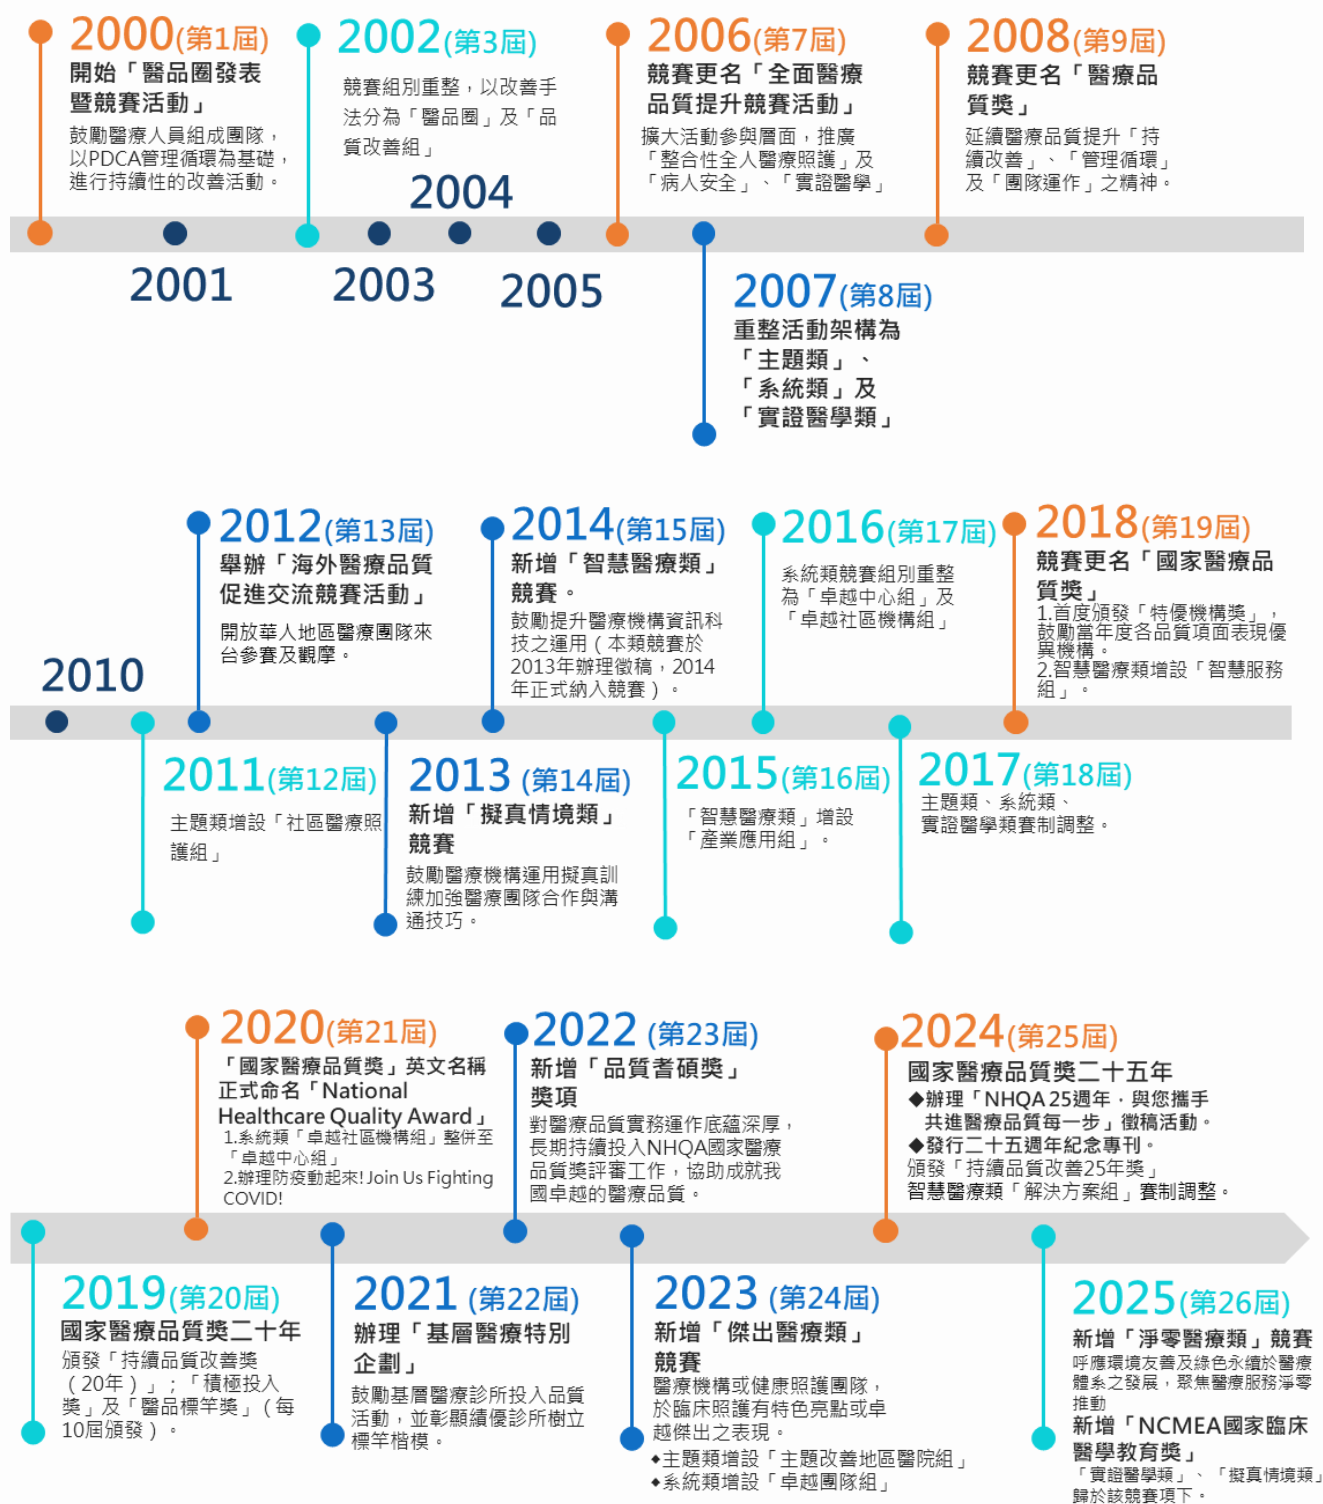 2000(第1屆)
開始「醫品圈發表
暨競賽活動」
鼓勵醫療人員組成團隊，
以PDCA管理循環為基礎，
進行持續性的改善活動。
2001
2002(第3屆)
競賽組別重整，以改善手
法分為「醫品圈」及「品
質改善組」
2003
2004
2005
2006(第7屆)
競賽更名「全面醫療
品質提升競賽活動」
擴大活動參與層面，推廣
「整合性全人醫療照護」及
「病人安全」、「實證醫學」
2007(第8屆)
重整活動架構為
「主題類」、
「系統類」及
「實證醫學類」
2008(第9屆)
競賽更名「醫療品
質獎」
延續醫療品質提升「持
續改善」、「管理循環」
及「團隊運作」之精神。
2010
2011(第12屆)
主題類增設「社區醫療照
護組」
2012(第13屆)
舉辦「海外醫療品質
促進交流競賽活動」
開放華人地區醫療團隊來
台參賽及觀摩。
2013 (第14屆)
新增「擬真情境類」
競賽
鼓勵醫療機構運用擬真訓
練加強醫療團隊合作與溝
通技巧。
2014(第15屆)
新增「智慧醫療類」
競賽。
鼓勵提升醫療機構資訊科
技之運用（本類競賽於
2013年辦理徵稿，2014
年正式納入競賽）。
2015(第16屆)
「智慧醫療類」增設
「產業應用組」。
2016(第17屆)
系統類競賽組別重整
為「卓越中心組」及
「卓越社區機構組」
2017(第18屆)
主題類、系統類、
實證醫學類賽制調整。
2018(第19屆)
競賽更名「國家醫療品
質獎」
1.首度頒發「特優機構獎」，
鼓勵當年度各品質項面表現優
異機構。
2.智慧醫療類增設「智慧服務
組」。
2019(第20屆)
國家醫療品質獎二十年
頒發「持續品質改善獎
（20年）」；「積極投入
獎」及「醫品標竿獎」（每
10屆頒發）。
2020(第21屆)
「國家醫療品質獎」英文名稱
正式命名「National
Healthcare Quality Award」
1.系統類「卓越社區機構組」整併至
「卓越中心組」
2.辦理防疫動起來! Join Us Fighting
COVID!
2021 (第22屆)
辦理「基層醫療特別
企劃」
鼓勵基層醫療診所投入品質
活動，並彰顯績優診所樹立
標竿楷模。
2022 (第23屆)
新增「品質耆碩獎」
獎項
對醫療品質實務運作底蘊深厚，
長期持續投入NHQA國家醫療
品質獎評審工作，協助成就我
國卓越的醫療品質。
2023 (第24屆)
新增「傑出醫療類」
競賽
醫療機構或健康照護團隊，
於臨床照護有特色亮點或卓
越傑出之表現。
◆主題類增設「主題改善地區醫院組」
◆系統類增設「卓越團隊組」
2024(第25屆)
國家醫療品質獎二十五年
◆辦理「NHQA 25週年，與您攜手
共進醫療品質每一步」徵稿活動。
◆發行二十五週年紀念專刊。
頒發「持續品質改善25年獎」
智慧醫療類「解決方案組」賽制調整。
2025(第26屆)
新增「淨零醫療類」競賽
呼應環境友善及綠色永續於醫療
體系之發展，聚焦醫療服務淨零
推動
新增「NCMEA國家臨床
醫學教育獎」
「實證醫學類」、「擬真情境類」
歸於該競賽項下。